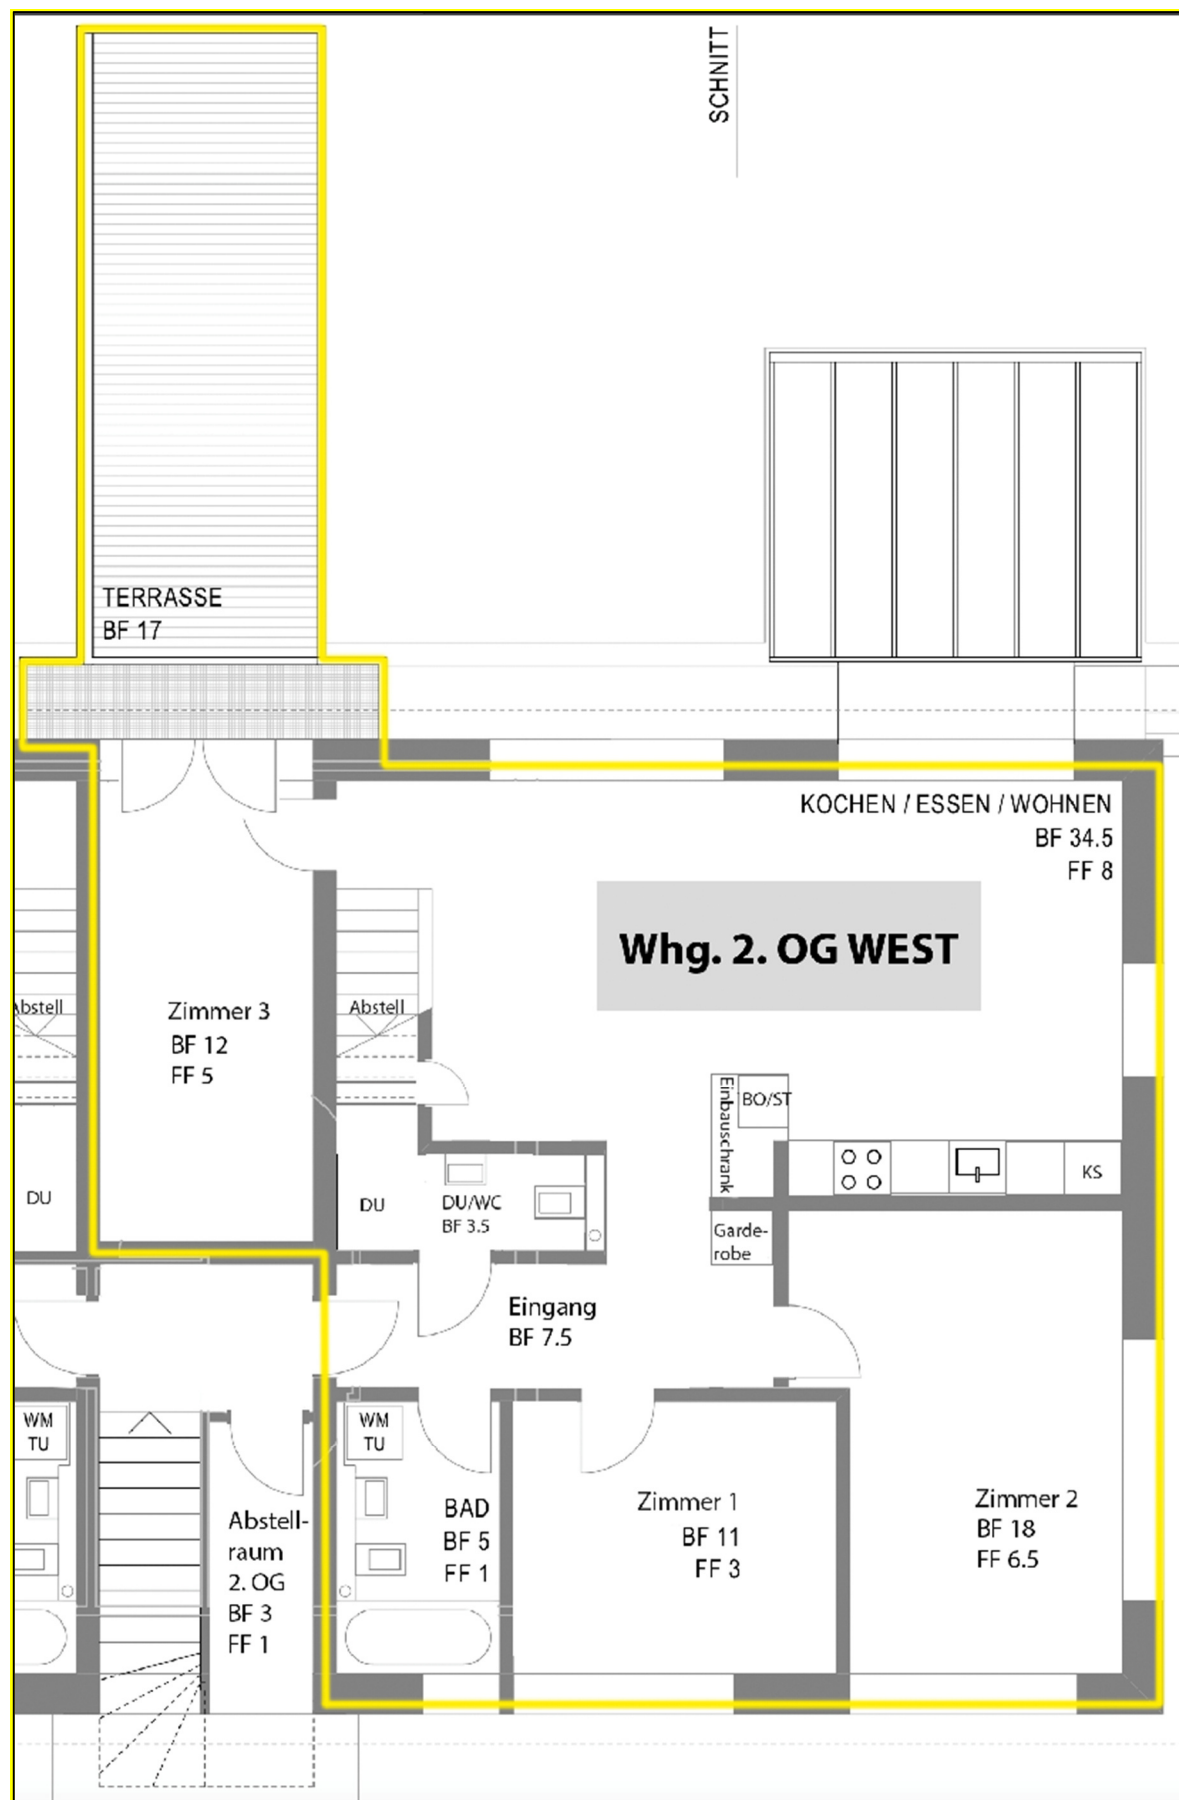 SCHNITT
TERRASSE
BF 17
KOCHEN / ESSEN / WOHNEN
BF 34.5
FF 8
Whg. 2. OG WEST
Abstell
Zimmer 3
BF 12
FF 5
Abstell
Einbauschrank
BO/ST
KS
DU
DU
DU/WC
BF 3.5
Garde-
robe
Eingang
BF 7.5
WM
TU
WM
TU
Abstell-
raum
2. OG
BF 3
FF 1
BAD
BF 5
FF 1
Zimmer 1
BF 11
FF 3
Zimmer 2
BF 18
FF 6.5